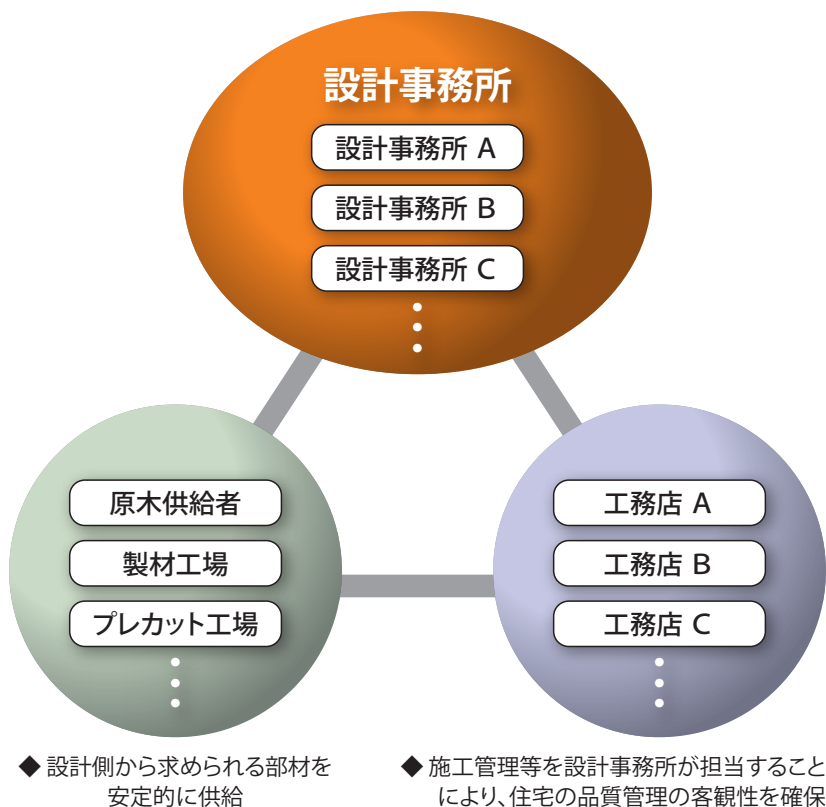 設計事務所
設計事務所 A
設計事務所 B
設計事務所 C
原木供給者
製材工場
プレカット工場
工務店 A
工務店 B
工務店 C
◆ 設計側から求められる部材を
安定的に供給
◆ 施工管理等を設計事務所が担当すること
により、住宅の品質管理の客観性を確保